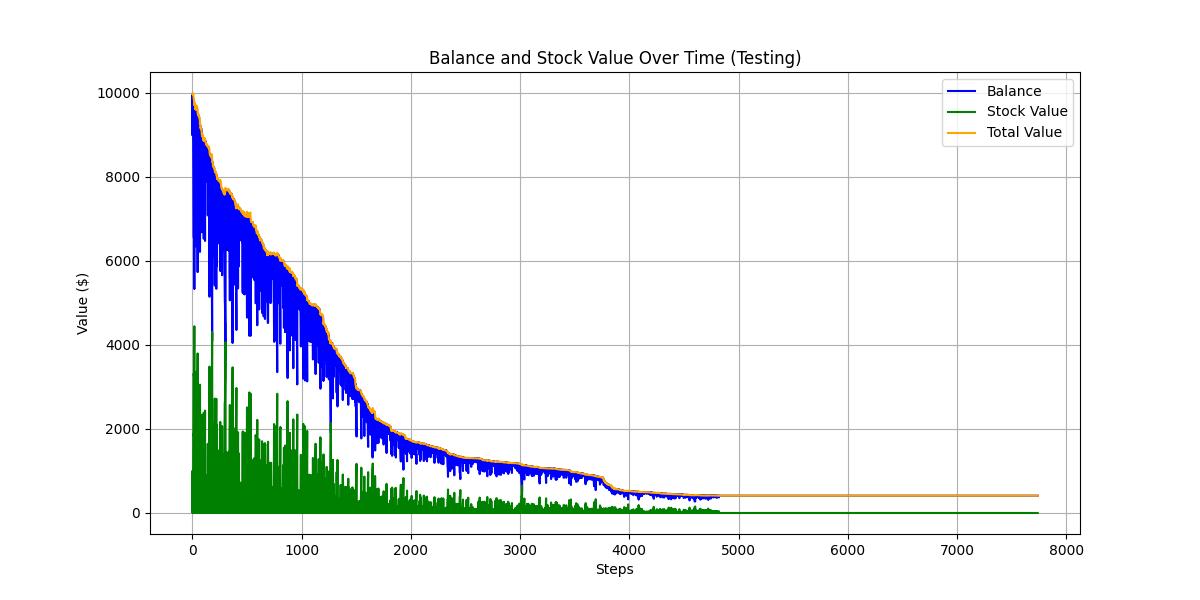 Balance and Stock Value Over Time (Testing)
Balance
Stock Value
Total Value
Value ($)
10000
8000
6000
4000
2000
0
0 1000 2000 3000 4000 5000 6000 7000 8000
Steps